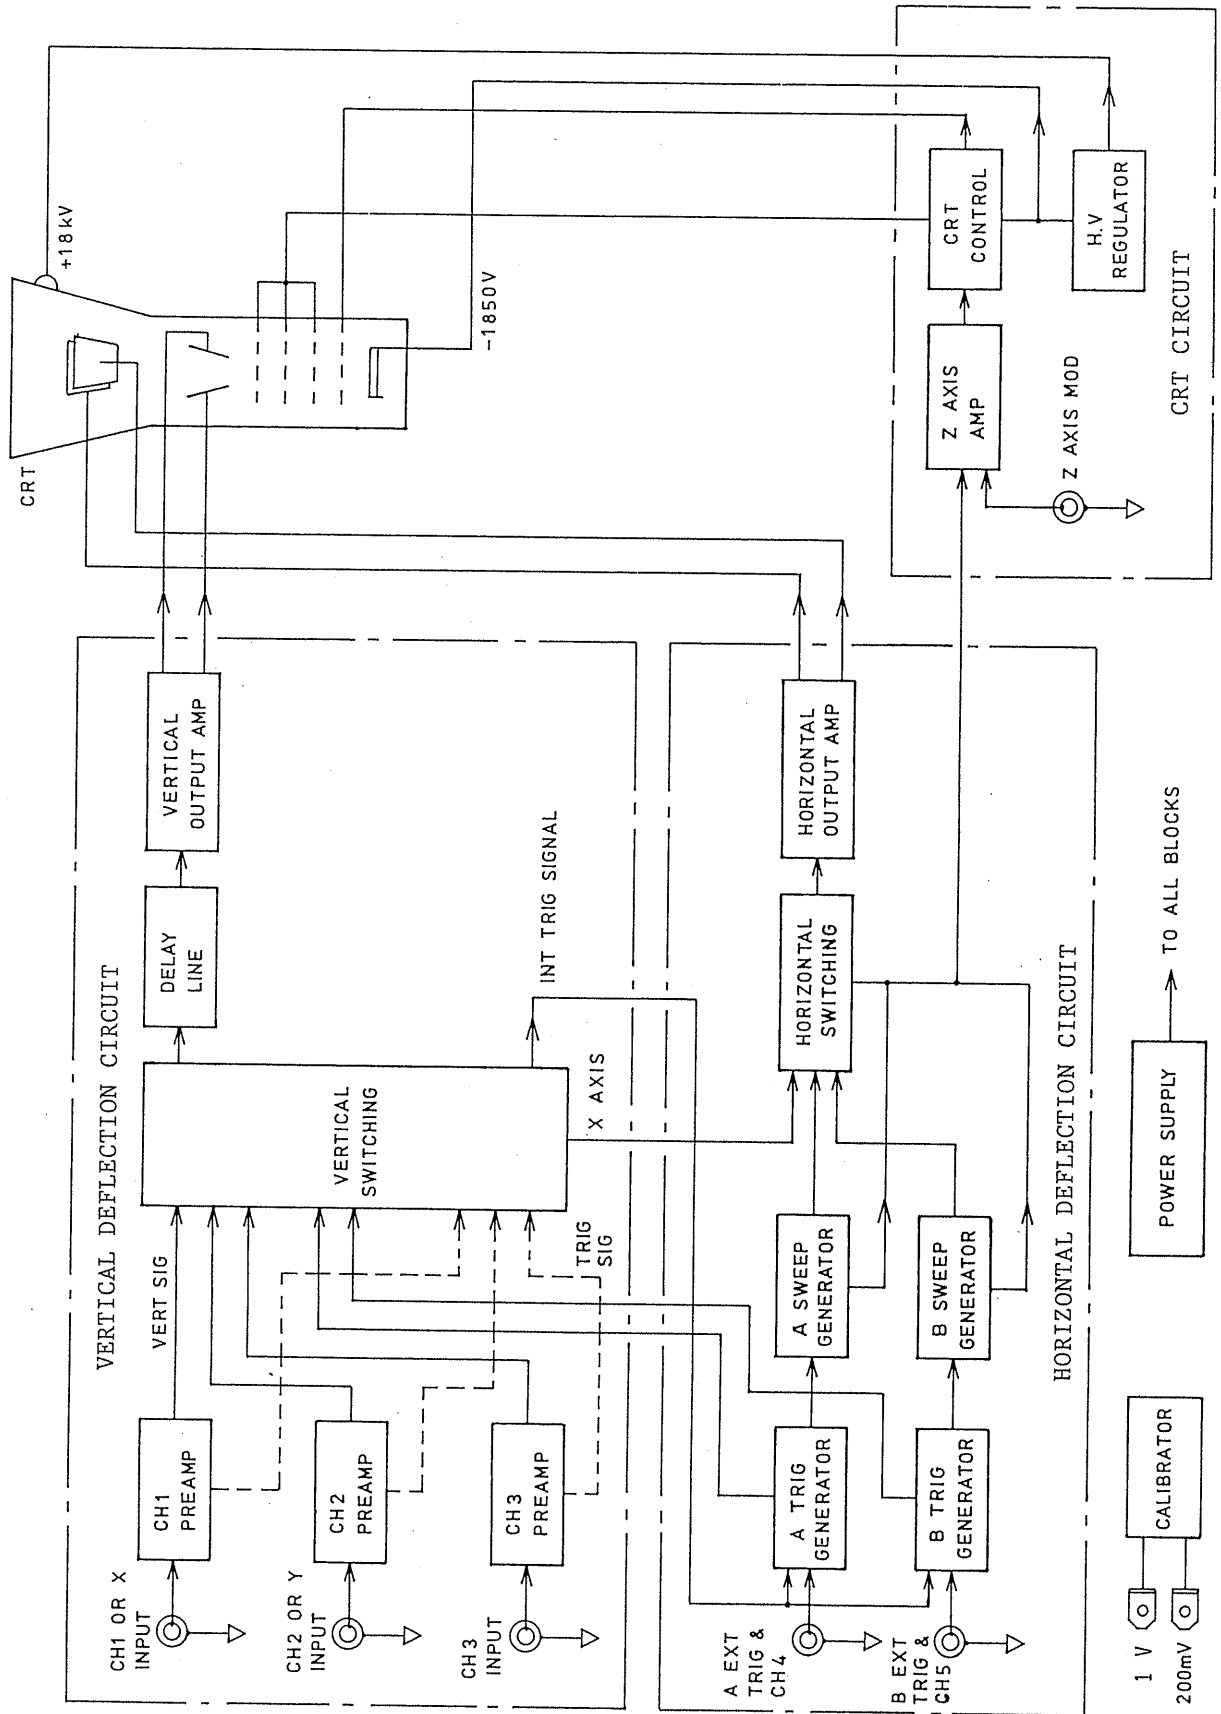 VERTICAL DEFLECTION CIRCUIT
CH1 OR X
INPUT
CH1
PREAMP
VERT SIG
CH2 OR Y
INPUT
CH2
PREAMP
CH3
INPUT
CH3
PREAMP
TRIG
SIG
VERTICAL
SWITCHING
DELAY
LINE
VERTICAL
OUTPUT AMP
INT TRIG SIGNAL
X AXIS
CRT
+18kV
-1850V
A EXT
TRIG &
CH4
A TRIG
GENERATOR
A SWEEP
GENERATOR
B EXT
TRIG &
CH5
B TRIG
GENERATOR
B SWEEP
GENERATOR
HORIZONTAL
SWITCHING
HORIZONTAL
OUTPUT AMP
HORIZONTAL DEFLECTION CIRCUIT
Z AXIS
AMP
Z AXIS MOD
CRT
CONTROL
H.V
REGULATOR
CRT CIRCUIT
1 V
200mV
CALIBRATOR
POWER SUPPLY
TO ALL BLOCKS